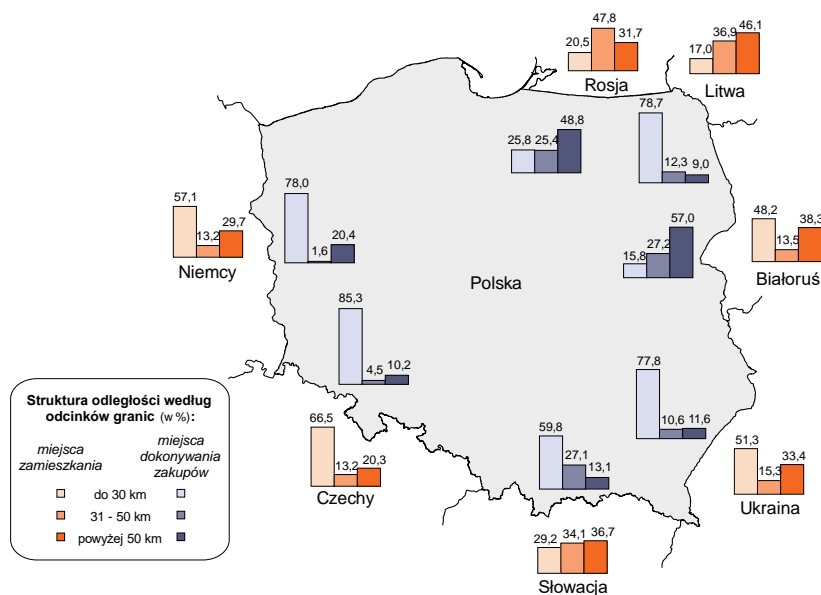 47,8
20,5
31,7
Rosja
46,1
36,9
17,0
Litwa
78,7
12,3
9,0
48,8
25,8
25,4
57,1
13,2
29,7
Niemcy
78,0
1,6
20,4
57,0
27,2
15,8
48,2
13,5
38,3
Białoruś
Polska
85,3
4,5
10,2
77,8
10,6
11,6
Struktura odległości według
odcinków granic (w %):
miejsca
zamieszkania
miejsca
dokonywania
zakupów
do 30 km
31 - 50 km
powyżej 50 km
66,5
13,2
20,3
Czechy
59,8
27,1
13,1
51,3
15,3
33,4
Ukraina
29,2
34,1
36,7
Słowacja